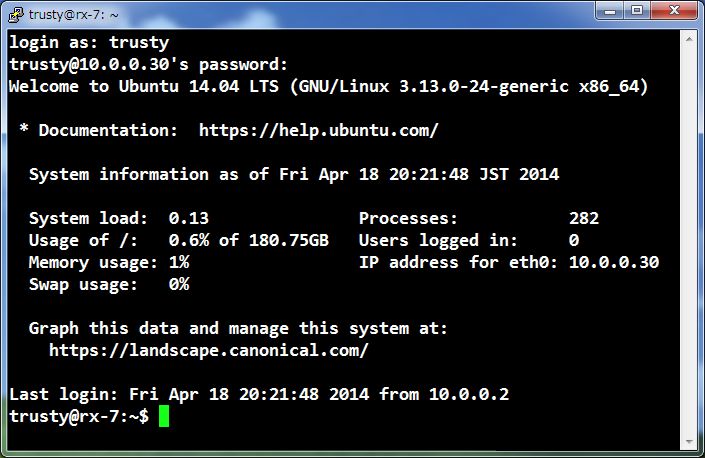 trusty@rx-7: ~
login as: trusty
trusty@10.0.0.30's password:
Welcome to Ubuntu 14.04 LTS (GNU/Linux 3.13.0-24-generic x86_64)
* Documentation:  https://help.ubuntu.com/
System information as of Fri Apr 18 20:21:48 JST 2014
System load:  0.13               Processes:           282
Usage of /:   0.6% of 180.75GB   Users logged in:     0
Memory usage: 1%                 IP address for eth0: 10.0.0.30
Swap usage:   0%
Graph this data and manage this system at:
https://landscape.canonical.com/
Last login: Fri Apr 18 20:21:48 2014 from 10.0.0.2
trusty@rx-7:~$